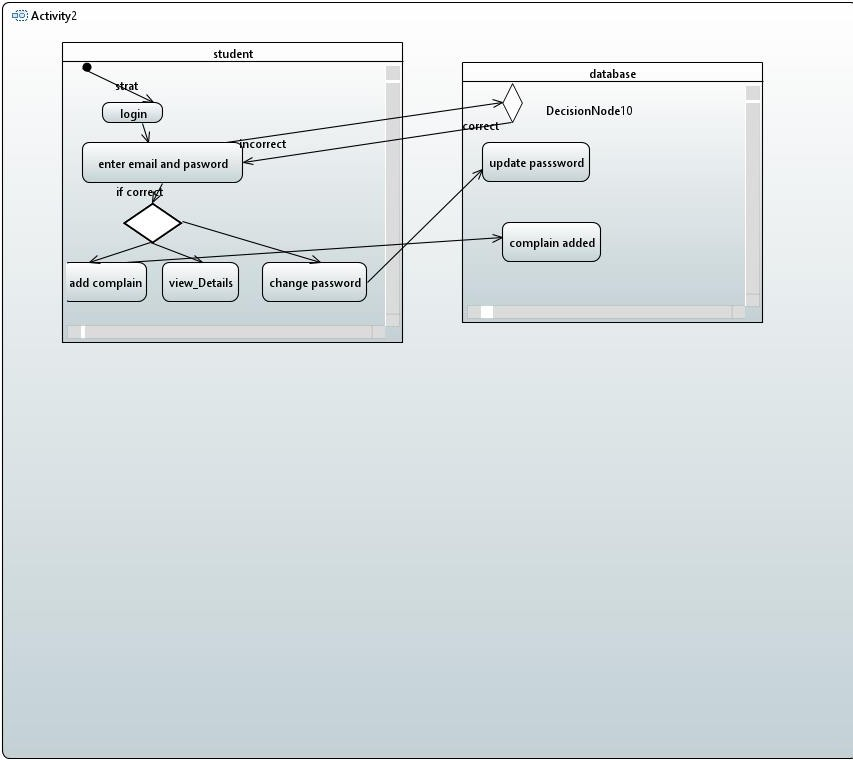 Activity2
student
strat
login
incorrect
enter email and pasword
if correct
add complain
view_Details
change password
database
DecisionNode10
correct
update passsword
complain added